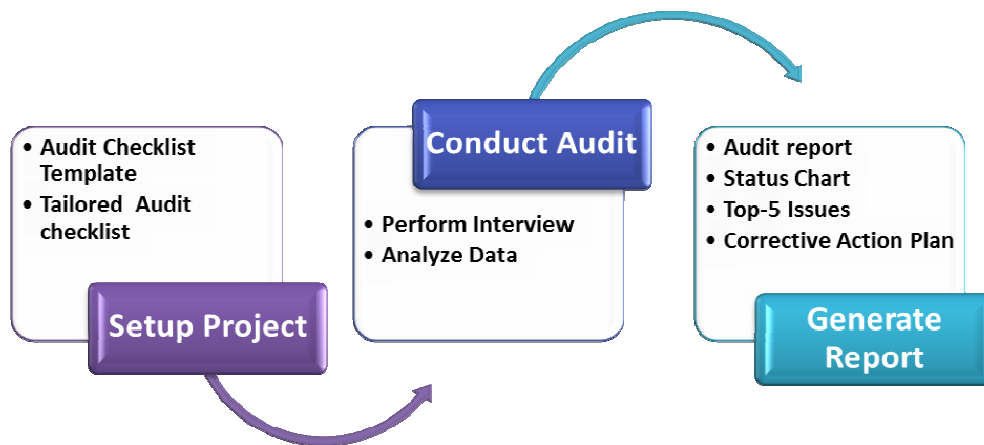 • Audit Checklist
Template
• Tailored Audit
checklist
Setup Project
Conduct Audit
• Perform Interview
• Analyze Data
• Audit report
• Status Chart
• Top-5 Issues
• Corrective Action Plan
Generate
Report